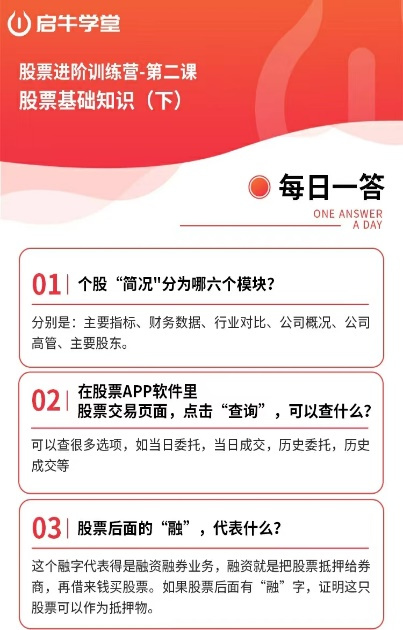 启牛学堂
股票进阶训练营-第二课
股票基础知识（下）
每日一答
ONE ANSWER
A DAY
01 个股“简况"分为哪六个模块？
分别是：主要指标、财务数据、行业对比、公司概况、公司
高管、主要股东。
02 在股票APP软件里
股票交易页面，点击“查询”，可以查什么？
可以查很多选项，如当日委托，当日成交，历史委托，历史
成交等
03 股票后面的“融”，代表什么？
这个融字代表得是融资融券业务，融资就是把股票抵押给券
商，再借来钱买股票。如果股票后面有“融”字，证明这只
股票可以作为抵押物。